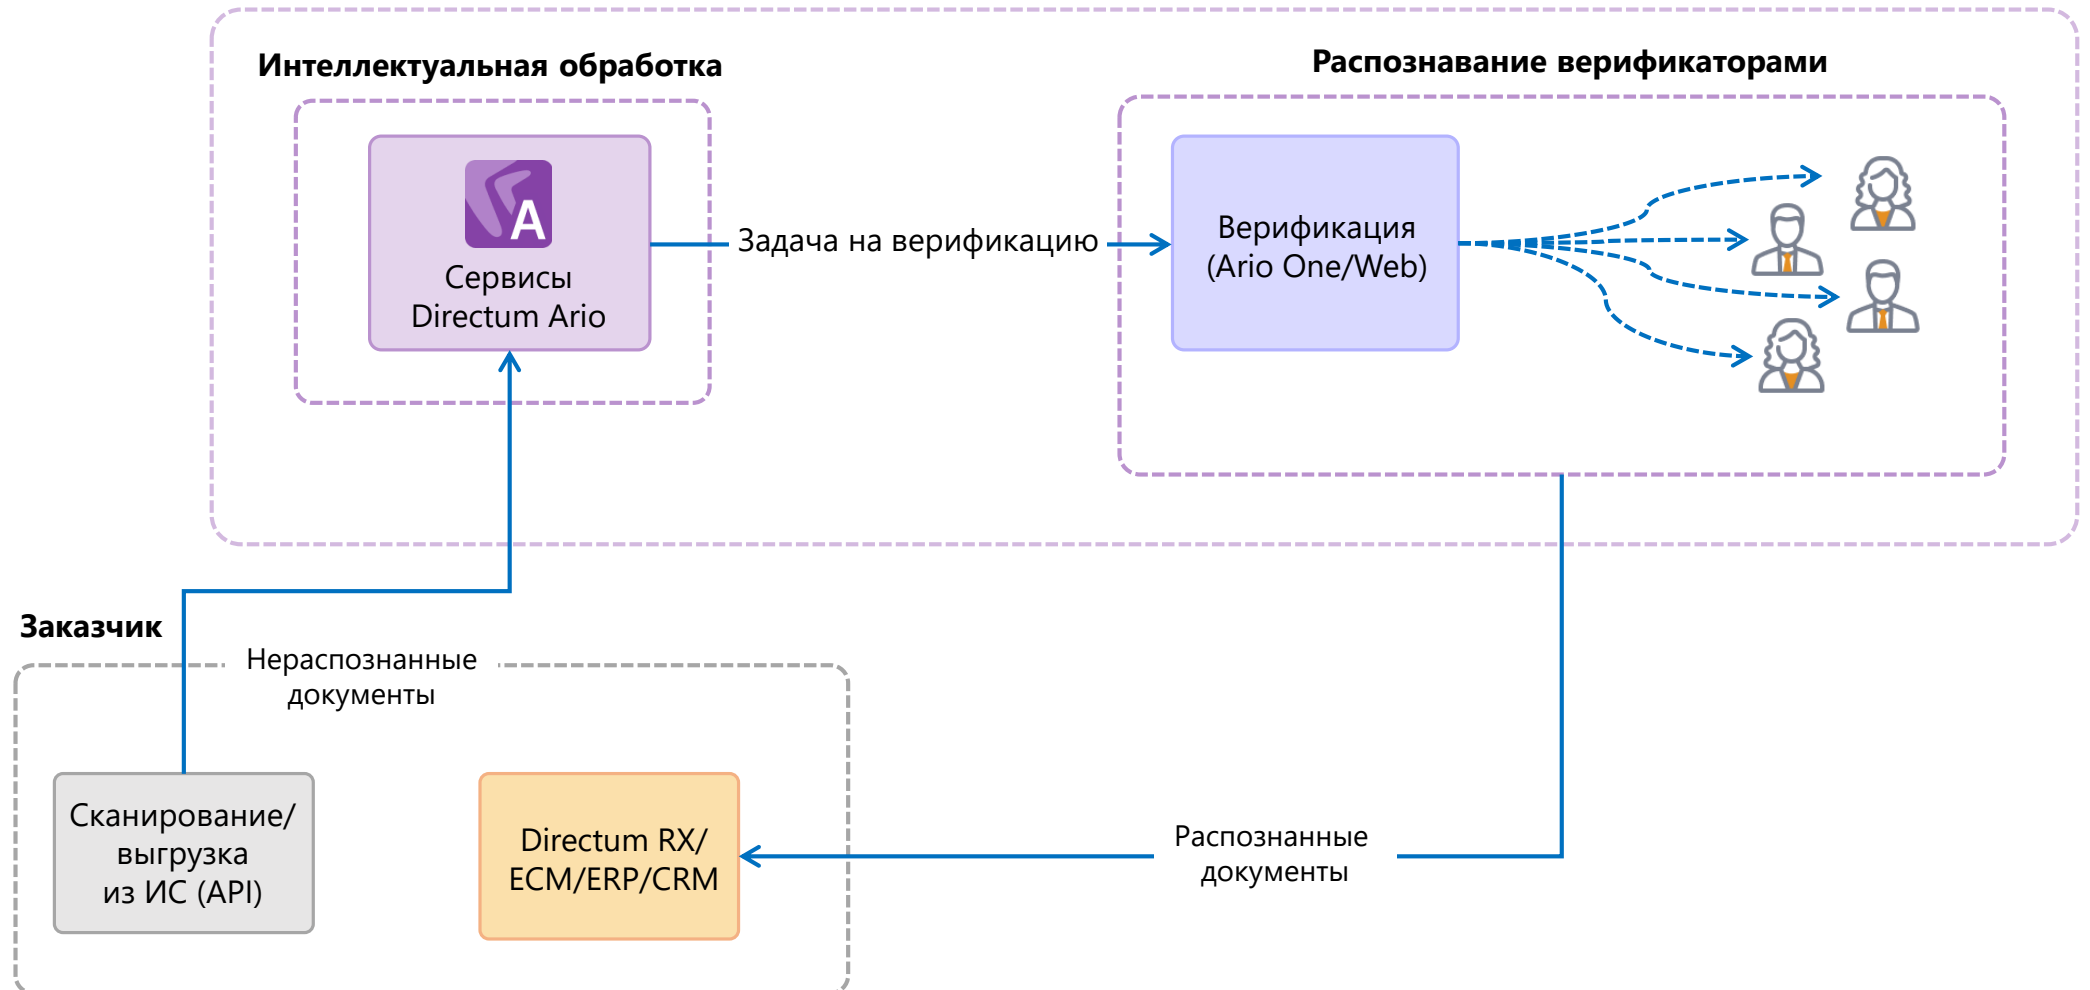 Интеллектуальная обработка
Распознавание верификаторами
A
Сервисы
Directum Ario
Задача на верификацию
Верификация
(Ario One/Web)
Заказчик
Нераспознанные
документы
Сканирование/
выгрузка
из ИС (API)
Directum RX/
ECM/ERP/CRM
Распознанные
документы